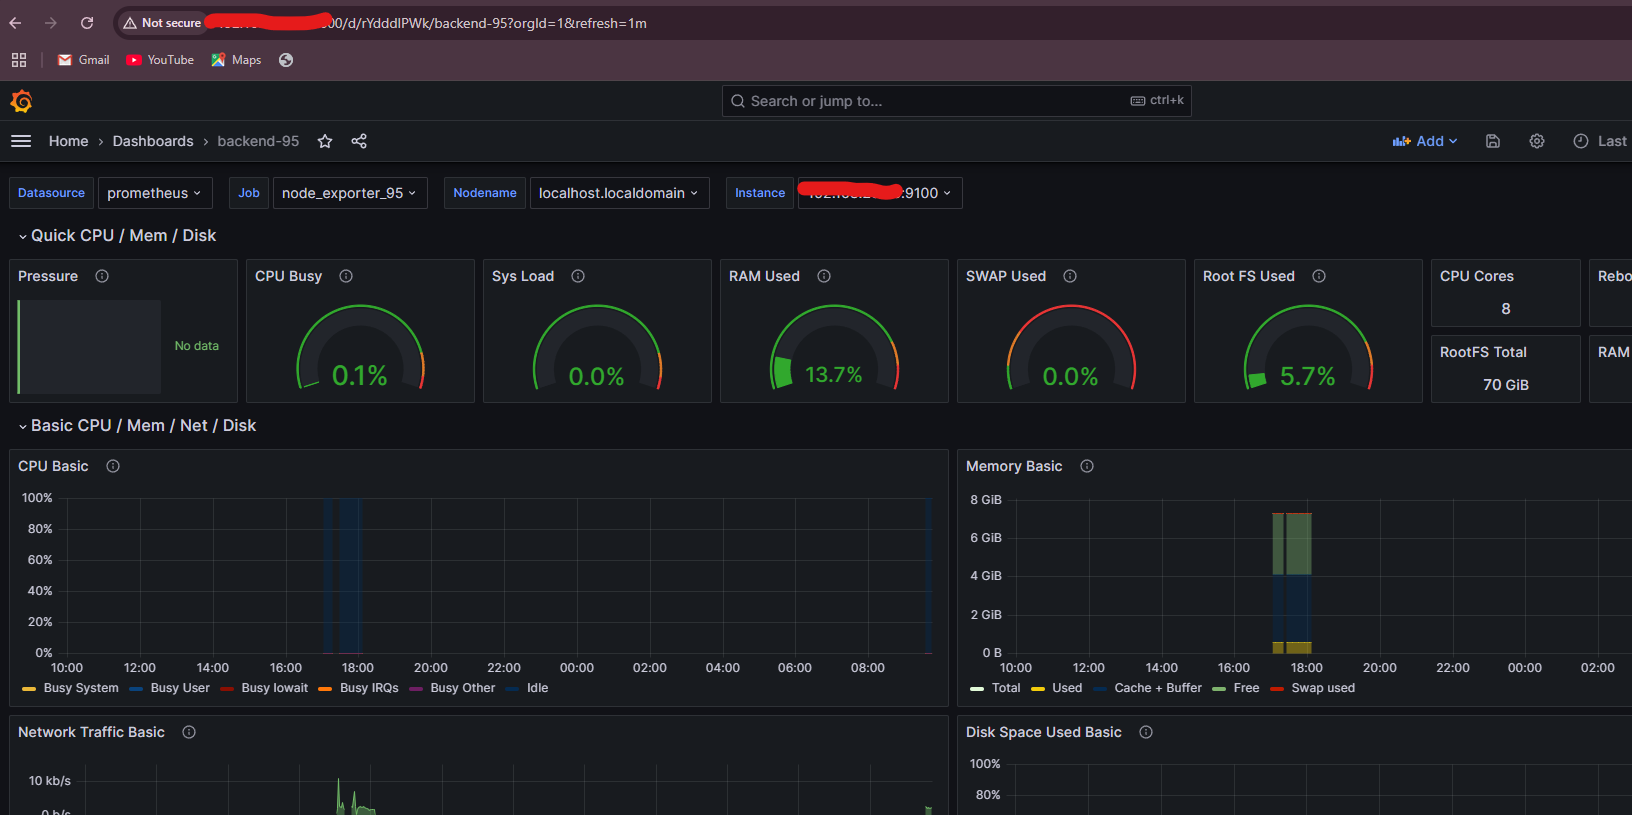 Not secure 00/d/rYdddlPWk/backend-95?orgId=1&refresh=1m
Gmail YouTube Maps
Search or jump to... ctrl+k
Home › Dashboards › backend-95 Add Last
Datasource prometheus Job node_exporter_95 Nodename localhost.localdomain Instance :9100
Quick CPU / Mem / Disk
Pressure CPU Busy Sys Load RAM Used SWAP Used Root FS Used CPU Cores Rebo
8
No data
RootFS Total RAM
0.1% 0.0% 13.7% 0.0% 5.7% 70 GiB
Basic CPU / Mem / Net / Disk
CPU Basic
100%
80%
60%
40%
20%
0%
10:00 12:00 14:00 16:00 18:00 20:00 22:00 00:00 02:00 04:00 06:00 08:00
Busy System Busy User Busy Iowait Busy IRQs Busy Other Idle
Memory Basic
8 GiB
6 GiB
4 GiB
2 GiB
0 B
10:00 12:00 14:00 16:00 18:00 20:00 22:00 00:00 02:00
Total Used Cache + Buffer Free Swap used
Network Traffic Basic
10 kb/s
0 kb/s
Disk Space Used Basic
100%
80%